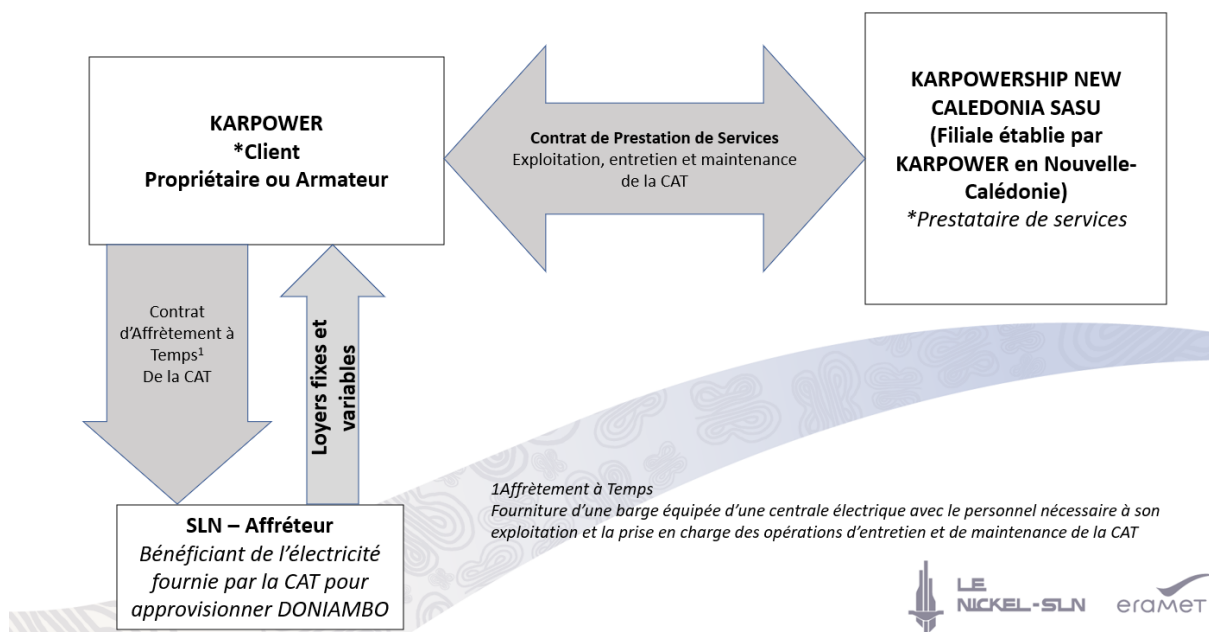 KARPOWER
*Client
Propriétaire ou Armateur
Contrat de Prestation de Services
Exploitation, entretien et maintenance
de la CAT
KARPOWERSHIP NEW
CALEDONIA SASU
(Filiale établie par
KARPOWER en Nouvelle-
Calédonie)
*Prestataire de services
Contrat
d’Affrètement à
Temps¹
De la CAT
Loyers fixes et
variables
SLN – Affréteur
Bénéficiant de l’électricité
fournie par la CAT pour
approvisionner DONIAMBO
1Affrètement à Temps
Fourniture d’une barge équipée d’une centrale électrique avec le personnel nécessaire à son
exploitation et la prise en charge des opérations d’entretien et de maintenance de la CAT
LE
NICKEL-SLN
eramet